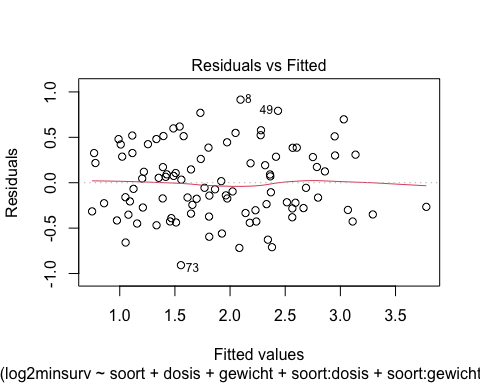 Residuals vs Fitted
Residuals
1.0
0.5
0.0
-0.5
-1.0
8
49
73
1.0 1.5 2.0 2.5 3.0 3.5
Fitted values
(log2minsurv ~ soort + dosis + gewicht + soort:dosis + soort:gewicht